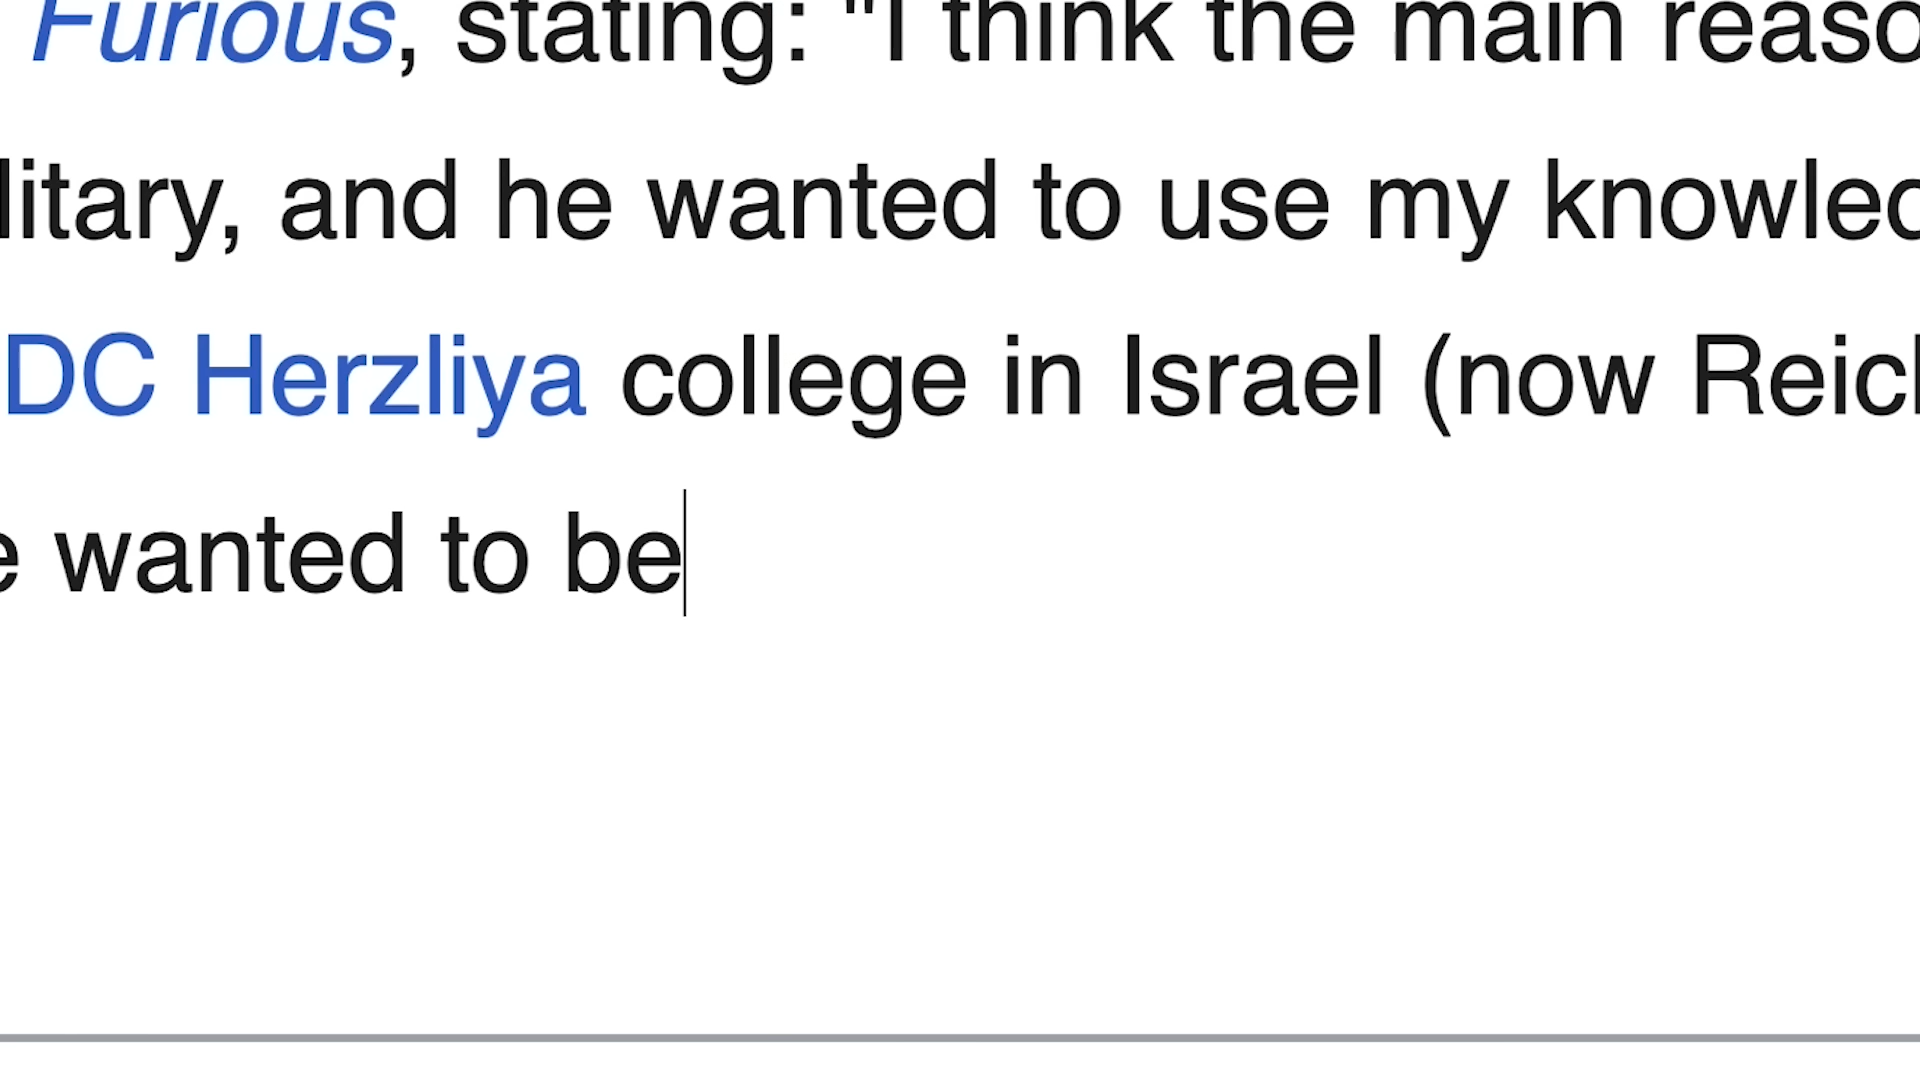 Furious, stating: "I think the main reaso
litary, and he wanted to use my knowled
DC Herzliya college in Israel (now Reich
e wanted to be